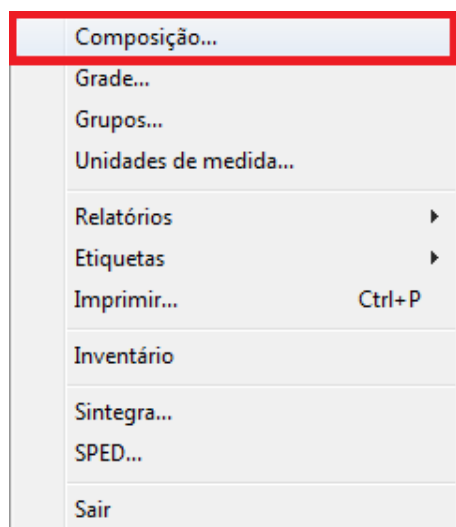 Composição...
Grade...
Grupos...
Unidades de medida...
Relatórios
Etiquetas
Imprimir... Ctrl+P
Inventário
Sintegra...
SPED...
Sair